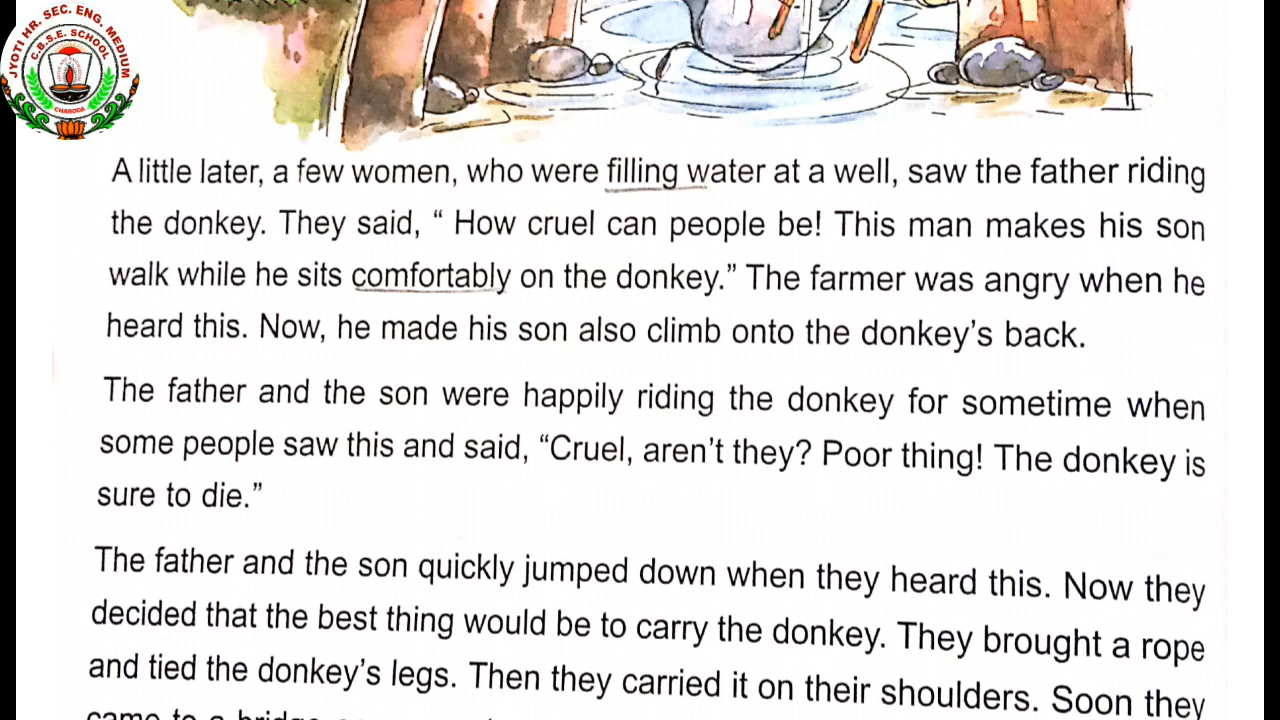 JYOTI HR. SEC. ENG. MEDIUM
C.B.S.E. SCHOOL
CHARODA
A little later, a few women, who were filling water at a well, saw the father riding
the donkey. They said, “ How cruel can people be! This man makes his son
walk while he sits comfortably on the donkey.” The farmer was angry when he
heard this. Now, he made his son also climb onto the donkey’s back.
The father and the son were happily riding the donkey for sometime when
some people saw this and said, “Cruel, aren’t they? Poor thing! The donkey is
sure to die.”
The father and the son quickly jumped down when they heard this. Now they
decided that the best thing would be to carry the donkey. They brought a rope
and tied the donkey’s legs. Then they carried it on their shoulders. Soon they
came to a bridge